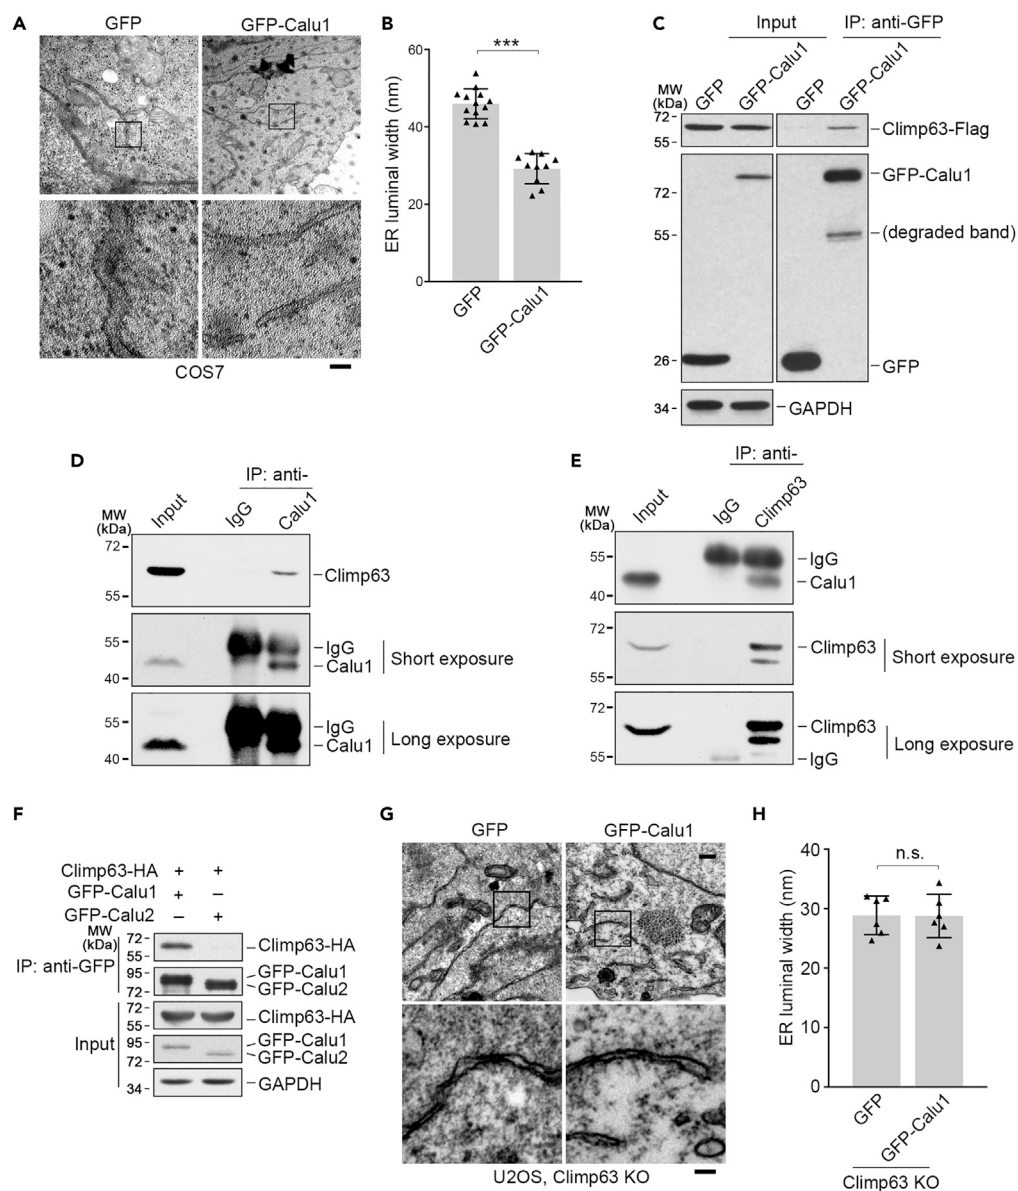 A
GFP
GFP-Calu1
COS7
B
ER luminal width (nm)
60
40
20
0
***
GFP
GFP-Calu1
C
Input
IP: anti-GFP
MW
(kDa)
GFP
GFP-Calu1
GFP
GFP-Calu1
72
55
Climp63-Flag
72
55
26
GFP-Calu1
(degraded band)
GFP
34
GAPDH
D
IP: anti-
MW
(kDa)
Input
IgG
Calu1
72
55
Climp63
55
40
IgG
Calu1
Short exposure
55
40
IgG
Calu1
Long exposure
E
IP: anti-
MW
(kDa)
Input
IgG
Climp63
55
40
IgG
Calu1
72
55
Climp63
Short exposure
72
55
Climp63
IgG
Long exposure
F
Climp63-HA + +
GFP-Calu1 + −
GFP-Calu2 − +
MW
(kDa)
IP: anti-GFP
72
55
Climp63-HA
95
72
GFP-Calu1
GFP-Calu2
Input
72
55
Climp63-HA
95
72
GFP-Calu1
GFP-Calu2
34
GAPDH
G
GFP
GFP-Calu1
U2OS, Climp63 KO
H
ER luminal width (nm)
40
30
20
10
0
n.s.
GFP
GFP-Calu1
Climp63 KO